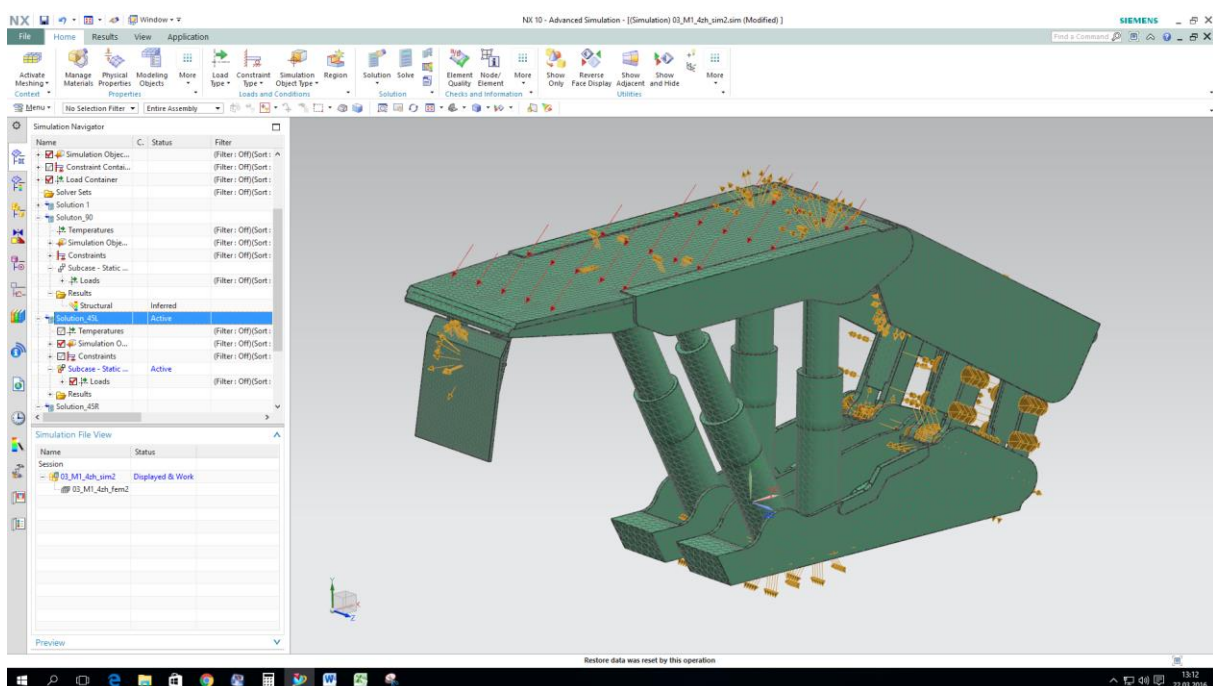 NX Window NX 10 - Advanced Simulation - [(Simulation) 03_M1_4zh_sim2.sim (Modified) ] SIEMENS
File Home Results View Application Find a Command
Activate Meshing Manage Materials Physical Properties Modeling Objects More Load Type Constraint Type Simulation Object Type Region Solution Solve Element Quality Node/ Element More Show Only Reverse Face Display Show Adjacent Show and Hide More
Context Properties Loads and Conditions Solution Checks and Information Utilities
Menu No Selection Filter Entire Assembly
Simulation Navigator
Name C. Status Filter
Simulation Objec... (Filter : Off)(Sort :
Constraint Contai... (Filter : Off)(Sort :
Load Container (Filter : Off)(Sort :
Solver Sets (Filter : Off)(Sort :
Solution 1
Soluton_90
Temperatures (Filter : Off)(Sort :
Simulation Obje... (Filter : Off)(Sort :
Constraints (Filter : Off)(Sort :
Subcase - Static ...
Loads (Filter : Off)(Sort :
Results
Structural Inferred
Solution_45L Active
Temperatures (Filter : Off)(Sort :
Simulation O... (Filter : Off)(Sort :
Constraints (Filter : Off)(Sort :
Subcase - Static ... Active
Loads (Filter : Off)(Sort :
Results
Solution_45R
Simulation File View
Name Status
Session
03_M1_4zh_sim2 Displayed & Work
03_M1_4zh_fem2
Preview
Y
X
Z
Restore data was reset by this operation
13:12
22.03.2016